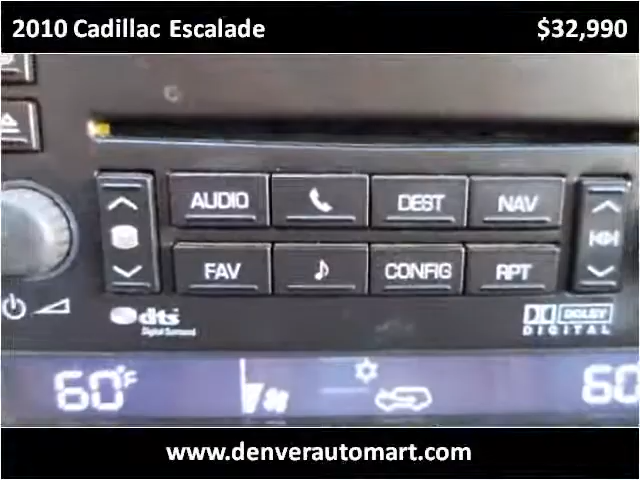 2010 Cadillac Escalade $32,990
AUDIO DEST NAV
FAV CONFIG RPT
dts DOLBY
Digital Surround DIGITAL
60°F 60
www.denverautomart.com